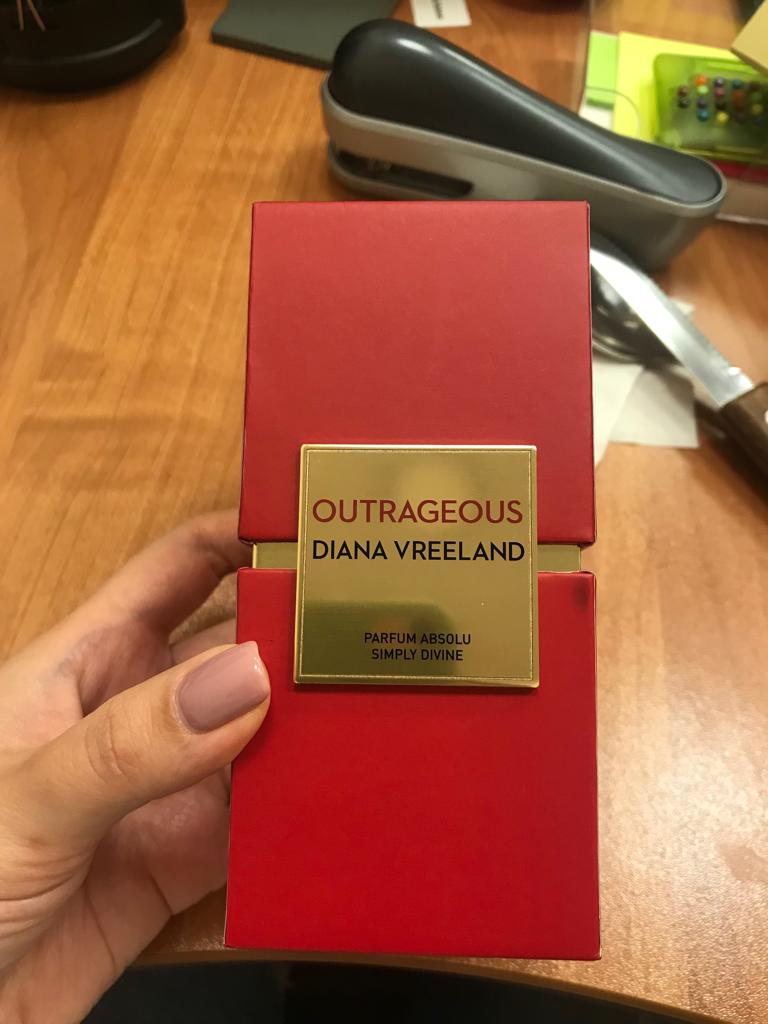 OUTRAGEOUS
DIANA VREELAND
PARFUM ABSOLU
SIMPLY DIVINE